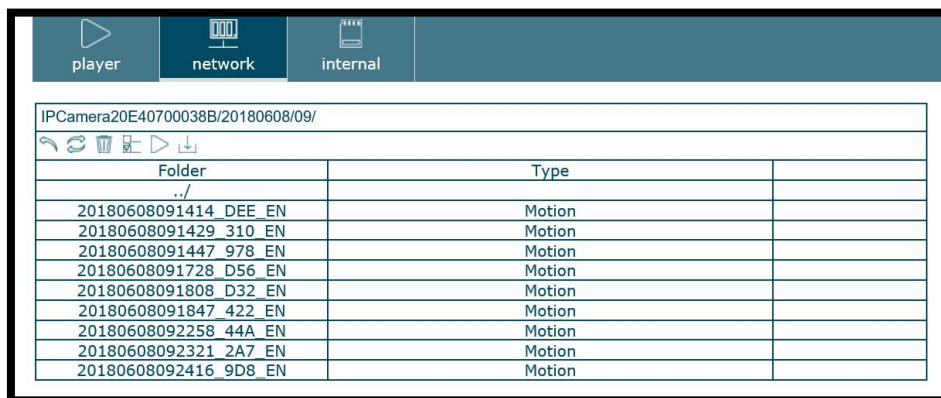 player network internal
IPCamera20E40700038B/20180608/09/
Folder Type
../
20180608091414_DEE_EN Motion
20180608091429_310_EN Motion
20180608091447_978_EN Motion
20180608091728_D56_EN Motion
20180608091808_D32_EN Motion
20180608091847_422_EN Motion
20180608092258_44A_EN Motion
20180608092321_2A7_EN Motion
20180608092416_9D8_EN Motion